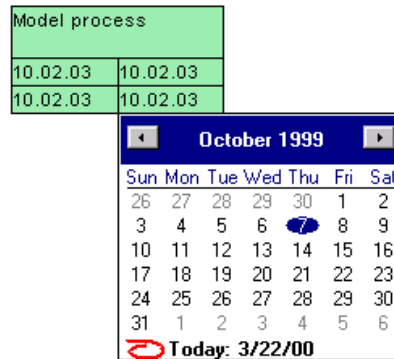 Model process
10.02.03 10.02.03
10.02.03 10.02.03
October 1999
Sun Mon Tue Wed Thu Fri Sat
26 27 28 29 30 1 2
3 4 5 6 7 8 9
10 11 12 13 14 15 16
17 18 19 20 21 22 23
24 25 26 27 28 29 30
31 1 2 3 4 5 6
Today: 3/22/00